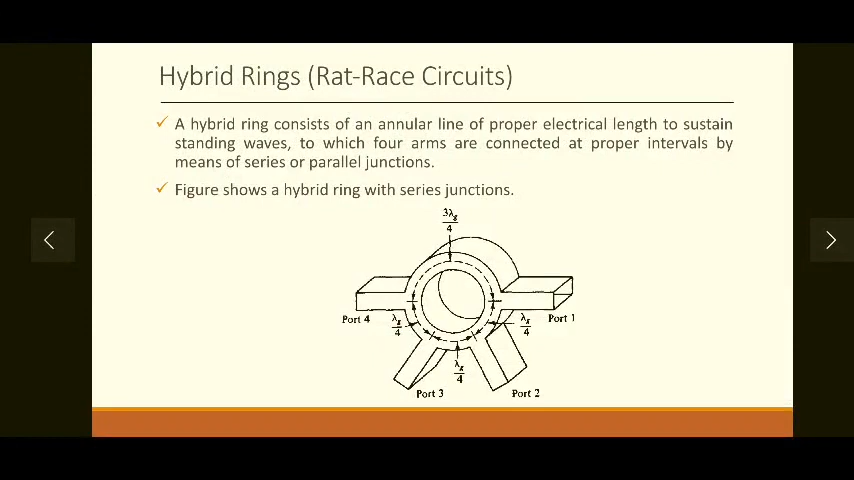 Hybrid Rings (Rat-Race Circuits)
✓ A hybrid ring consists of an annular line of proper electrical length to sustain
standing waves, to which four arms are connected at proper intervals by
means of series or parallel junctions.
✓ Figure shows a hybrid ring with series junctions.
3λg
4
Port 4
λg
4
λg
4
Port 1
λg
4
Port 3
Port 2